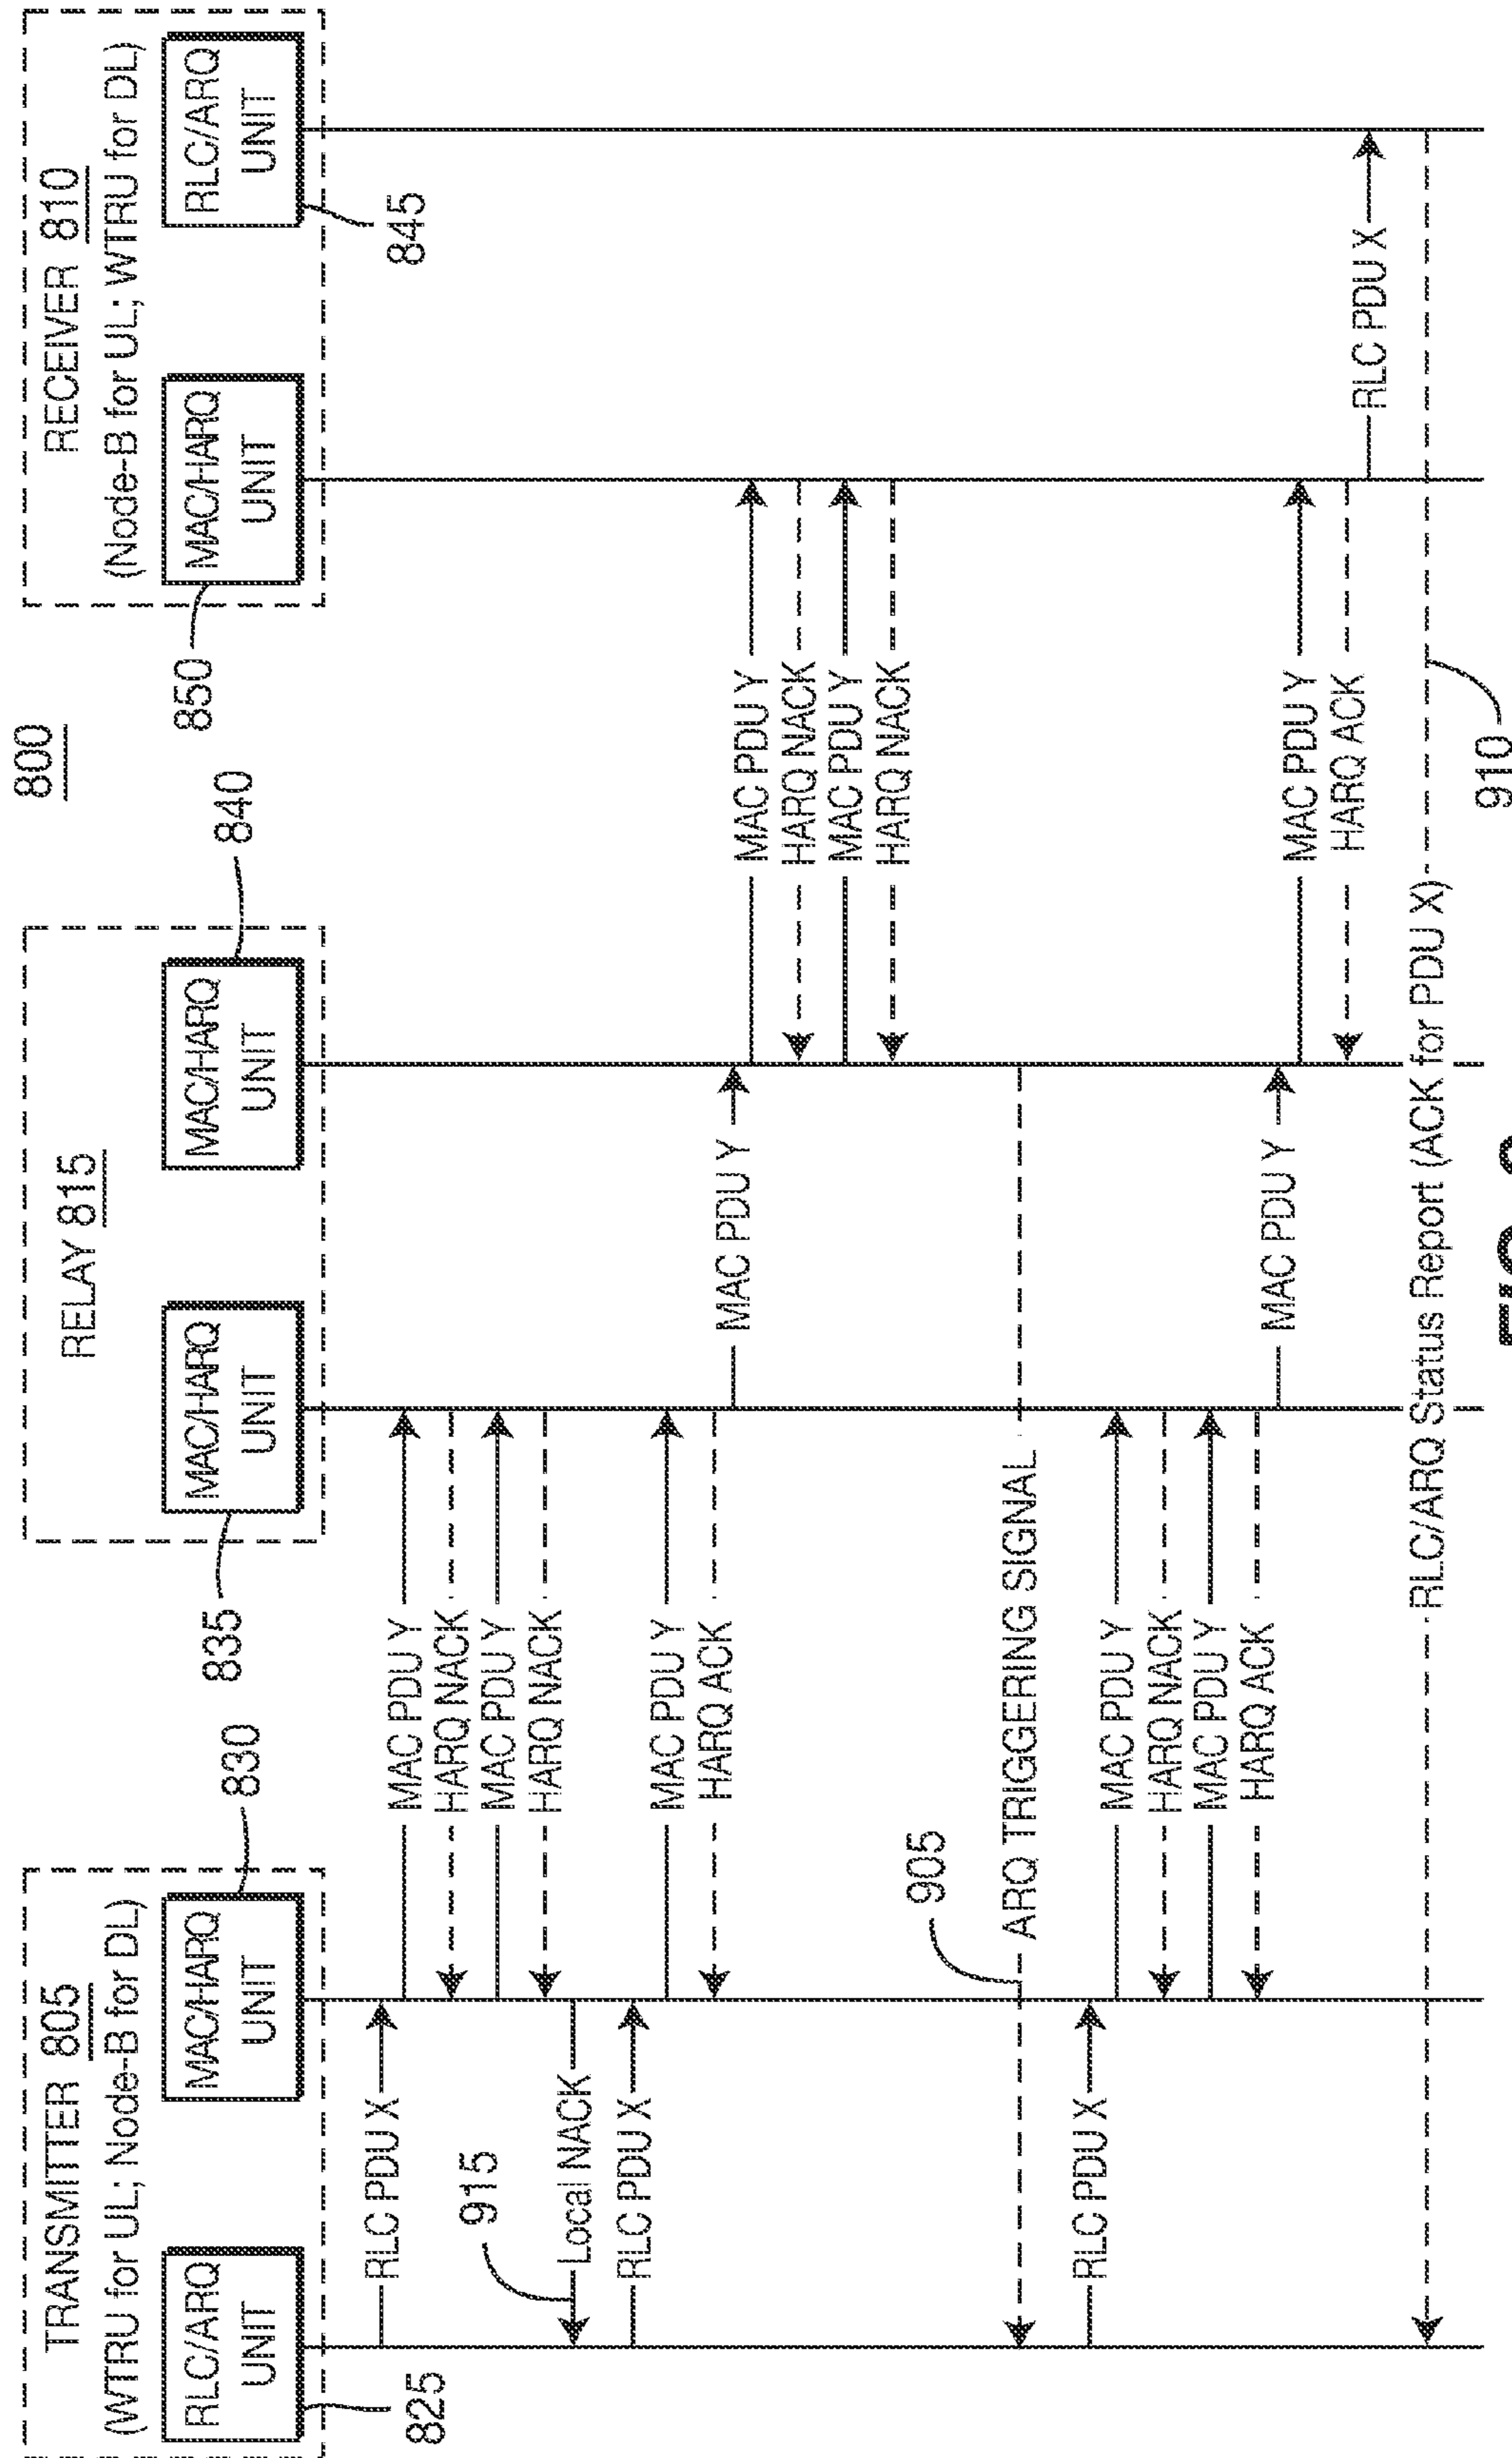 800
TRANSMITTER 805
(WTRU for UL; Node-B for DL)
RLC/ARQ
UNIT
825
MAC/HARQ
UNIT
830
RELAY 815
MAC/HARQ
UNIT
835
MAC/HARQ
UNIT
840
RECEIVER 810
(Node-B for UL; WTRU for DL)
MAC/HARQ
UNIT
850
RLC/ARQ
UNIT
845
RLC PDU X
MAC PDU Y
HARQ NACK
MAC PDU Y
HARQ NACK
915
Local NACK
RLC PDU X
MAC PDU Y
HARQ ACK
MAC PDU Y
MAC PDU Y
HARQ NACK
MAC PDU Y
HARQ NACK
905
ARQ TRIGGERING SIGNAL
RLC PDU X
MAC PDU Y
HARQ NACK
MAC PDU Y
HARQ ACK
MAC PDU Y
MAC PDU Y
HARQ ACK
RLC PDU X
RLC/ARQ Status Report (ACK for PDU X)
910